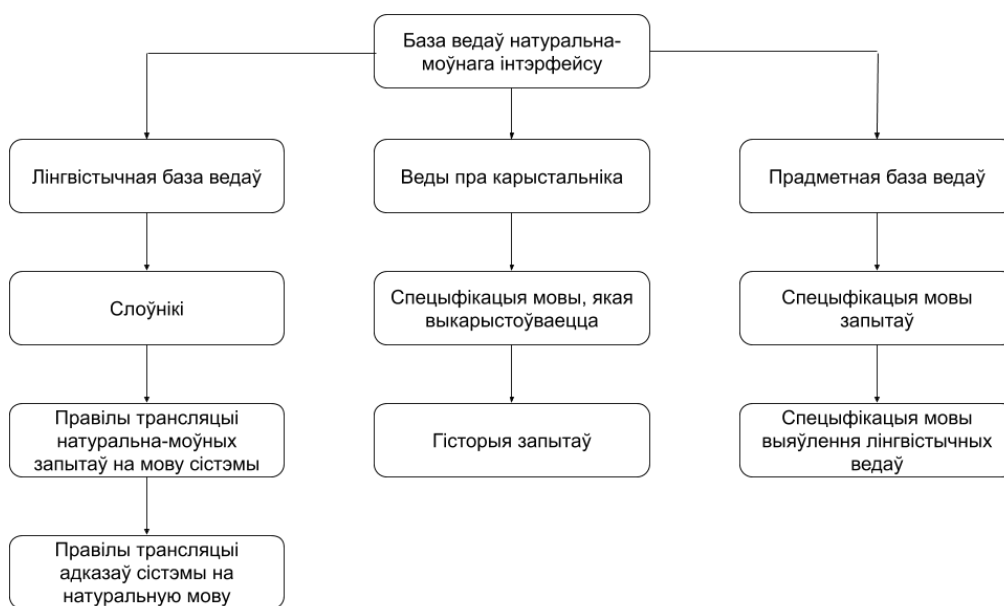 База ведаў натуральна-
моўнага інтэрфейсу
Лінгвістычная база ведаў
Веды пра карыстальніка
Прадметная база ведаў
Слоўнікі
Спецыфікацыя мовы, якая
выкарыстоўваецца
Спецыфікацыя мовы
запытаў
Правілы трансляцыі
натуральна-моўных
запытаў на мову сістэмы
Гісторыя запытаў
Спецыфікацыя мовы
выяўлення лінгвістычных
ведаў
Правілы трансляцыі
адказаў сістэмы на
натуральную мову